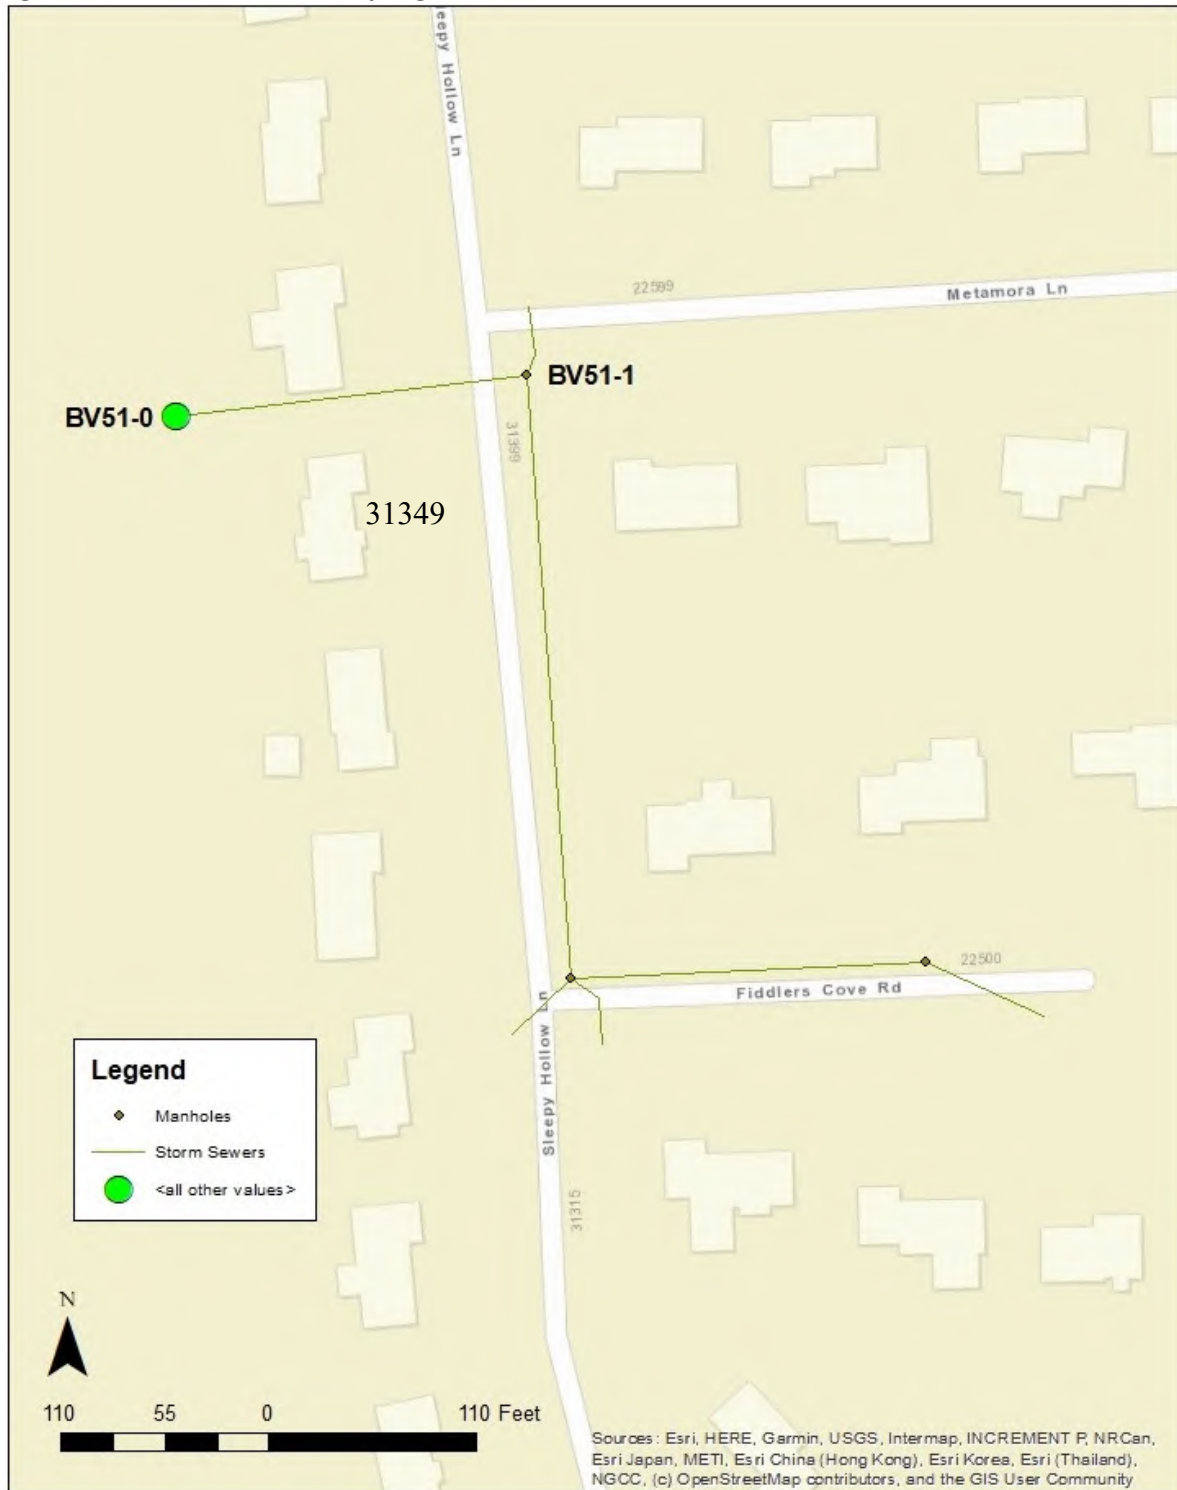 eepy Hollow Ln
22599
Metamora Ln
BV51-1
BV51-0
31399
31349
22500
Fiddlers Cove Rd
Sleepy Hollow Ln
31315
Legend
Manholes
Storm Sewers
<all other values>
N
110 55 0 110 Feet
Sources: Esri, HERE, Garmin, USGS, Intermap, INCREMENT P, NRCan,
Esri Japan, METI, Esri China (Hong Kong), Esri Korea, Esri (Thailand),
NGCC, (c) OpenStreetMap contributors, and the GIS User Community